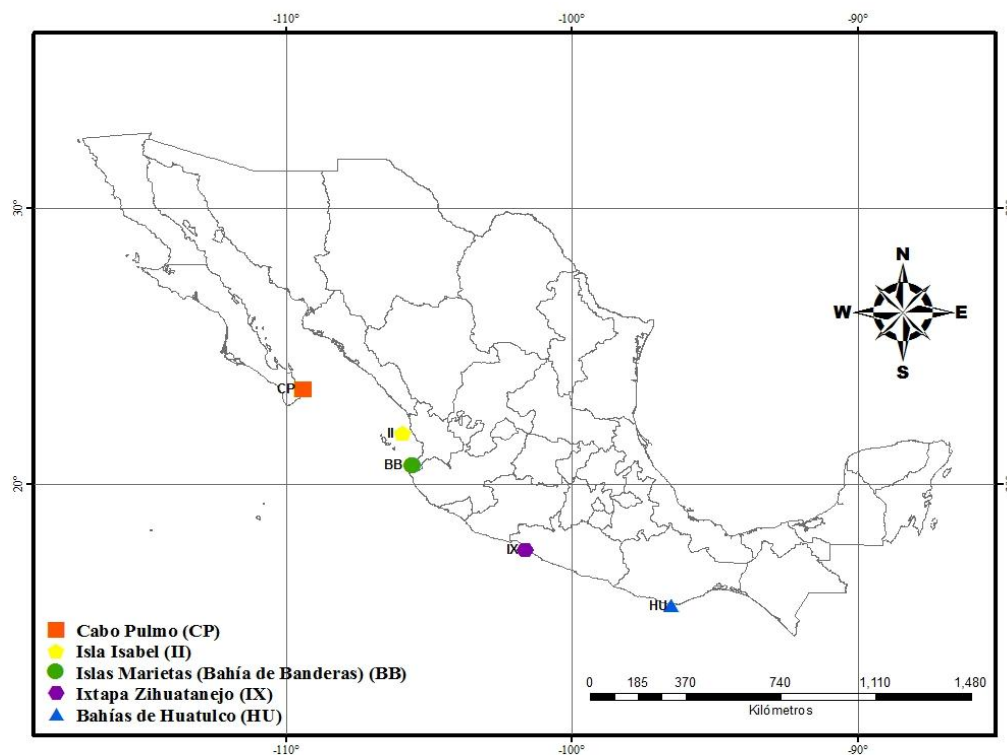 -110° -100° -90°
30°
20°
N
W E
S
CP
II
BB
IX
HU
Cabo Pulmo (CP)
Isla Isabel (II)
Islas Marietas (Bahía de Banderas) (BB)
Ixtapa Zihuatanejo (IX)
Bahías de Huatulco (HU)
0 185 370 740 1,110 1,480
Kilómetros
-110° -100° -90°